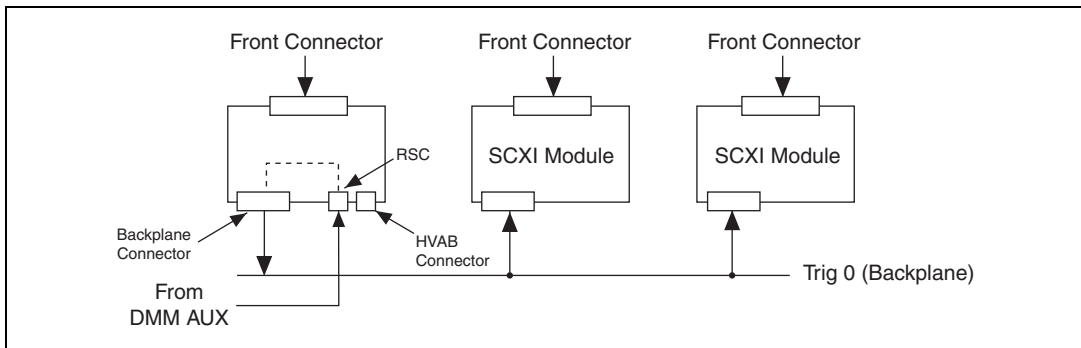 Front Connector
Front Connector
Front Connector
RSC
SCXI Module
SCXI Module
Backplane
Connector
HVAB
Connector
Trig 0 (Backplane)
From
DMM AUX